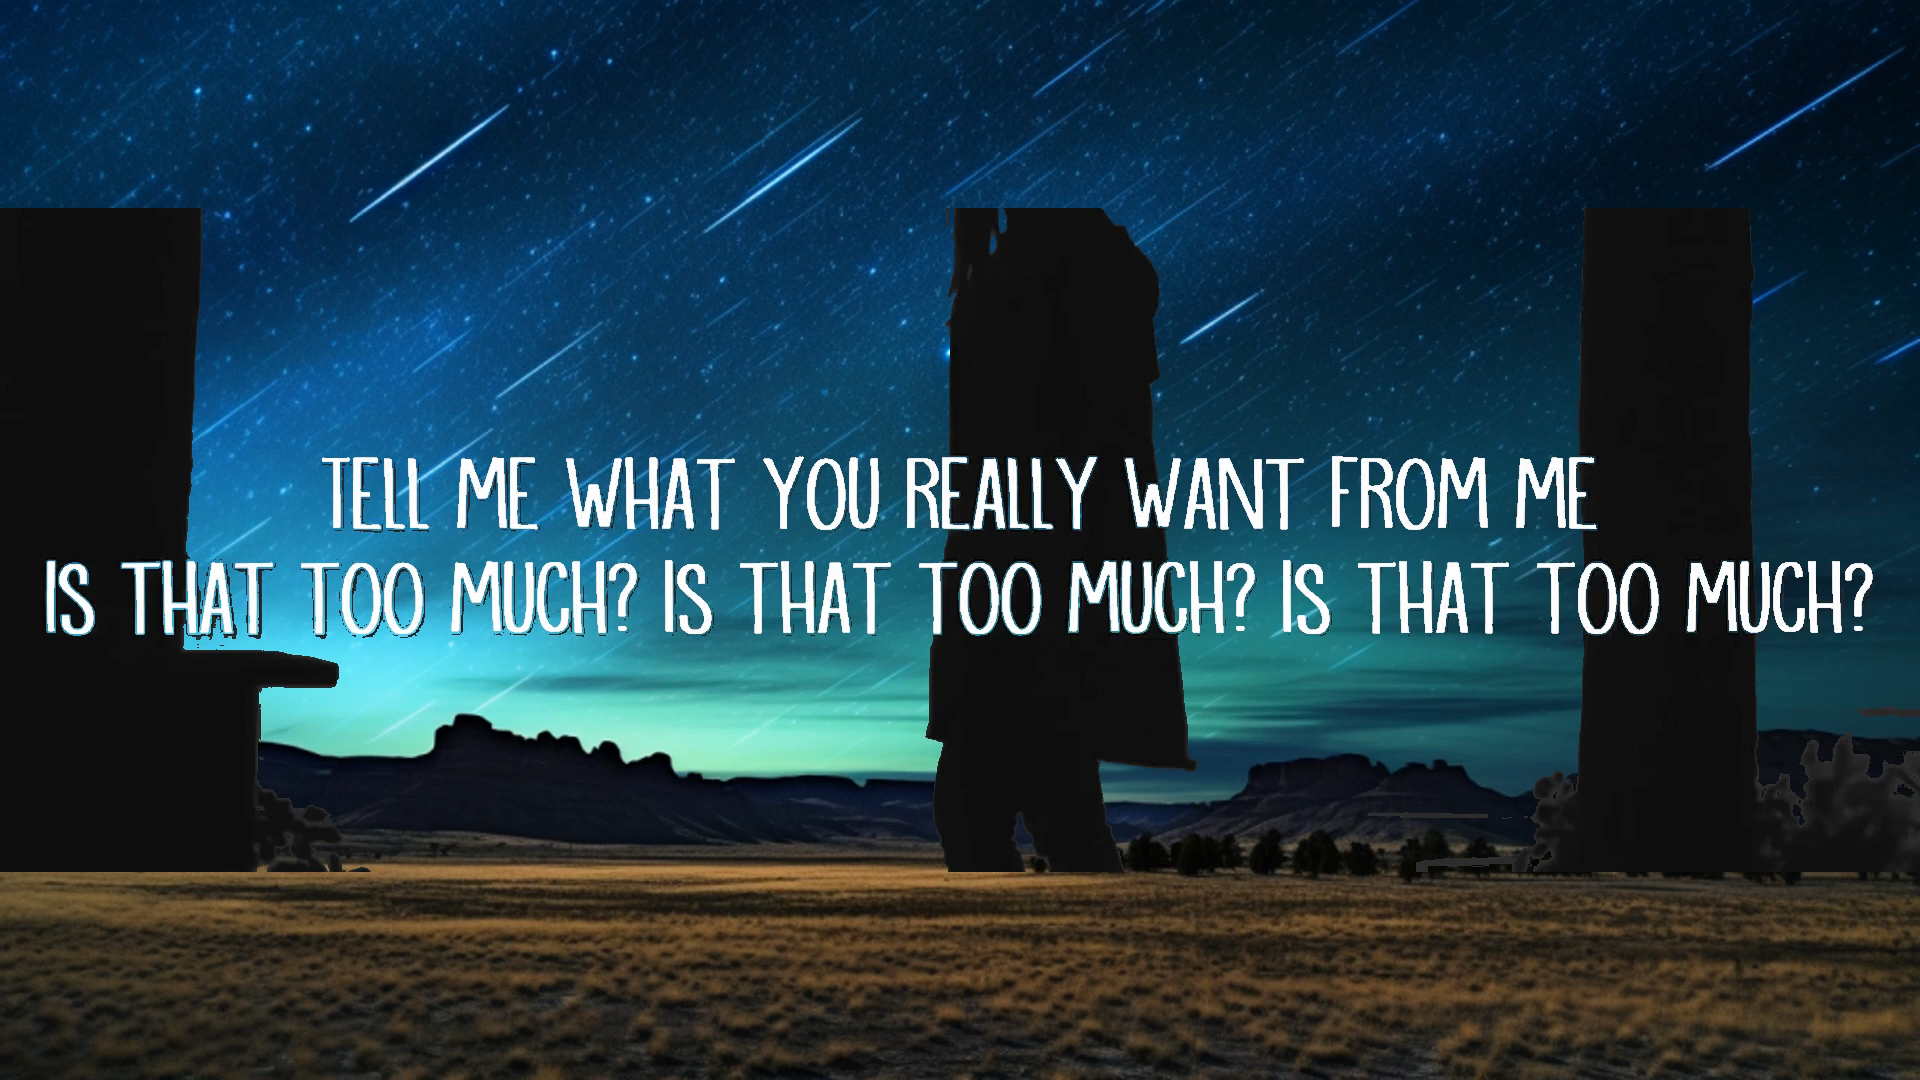 TELL ME WHAT YOU REALLY WANT FROM ME
IS THAT TOO MUCH? IS THAT TOO MUCH? IS THAT TOO MUCH?